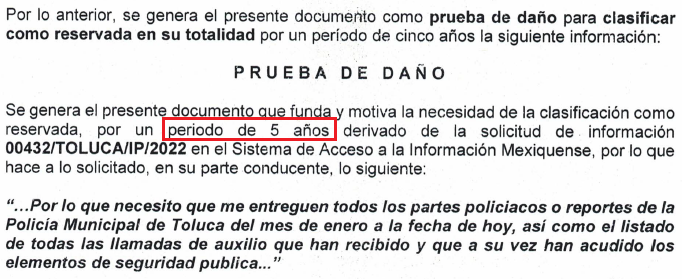 Por lo anterior, se genera el presente documento como prueba de daño para clasificar
como reservada en su totalidad por un período de cinco años la siguiente información:
PRUEBA DE DAÑO
Se genera el presente documento que funda y motiva la necesidad de la clasificación como
reservada, por un periodo de 5 años derivado de la solicitud de información
00432/TOLUCA/IP/2022 en el Sistema de Acceso a la Información Mexiquense, por lo que
hace a lo solicitado, en su parte conducente, lo siguiente:
“...Por lo que necesito que me entreguen todos los partes policiacos o reportes de la
Policía Municipal de Toluca del mes de enero a la fecha de hoy, así como el listado
de todas las llamadas de auxilio que han recibido y que a su vez han acudido los
elementos de seguridad publica...”